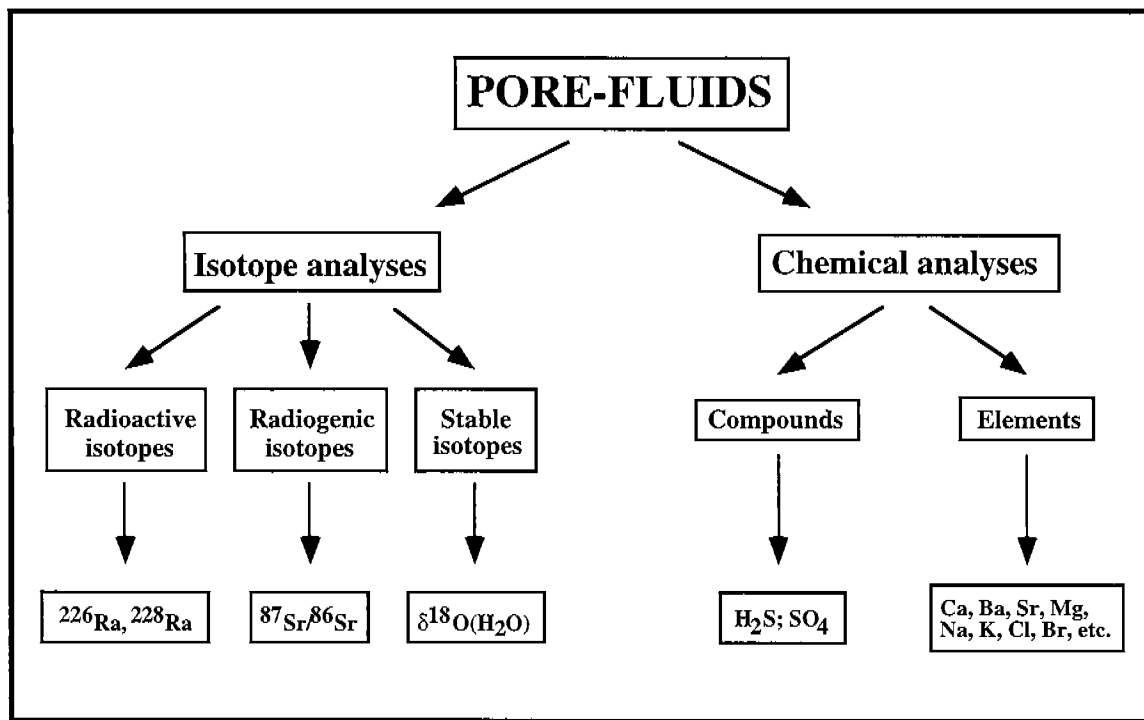 PORE-FLUIDS
Isotope analyses
Chemical analyses
Radioactive
isotopes
Radiogenic
isotopes
Stable
isotopes
Compounds
Elements
²²⁶Ra, ²²⁸Ra
⁸⁷Sr/⁸⁶Sr
δ¹⁸O(H₂O)
H₂S; SO₄
Ca, Ba, Sr, Mg,
Na, K, Cl, Br, etc.